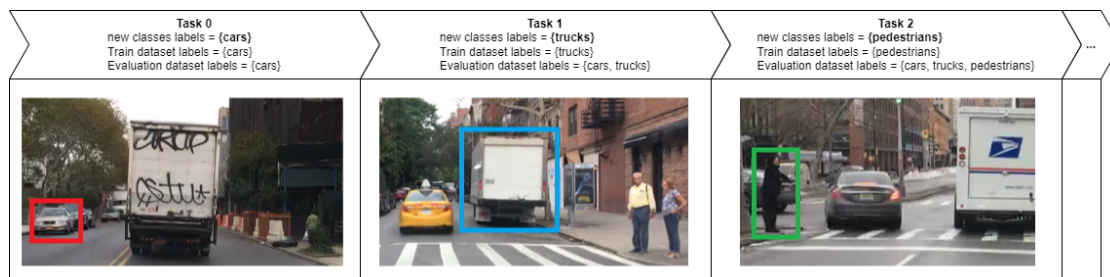 Task 0
new classes labels = {cars}
Train dataset labels = {cars}
Evaluation dataset labels = {cars}
Task 1
new classes labels = {trucks}
Train dataset labels = {trucks}
Evaluation dataset labels = {cars, trucks}
Task 2
new classes labels = {pedestrians}
Train dataset labels = {pedestrians}
Evaluation dataset labels = {cars, trucks, pedestrians}
...